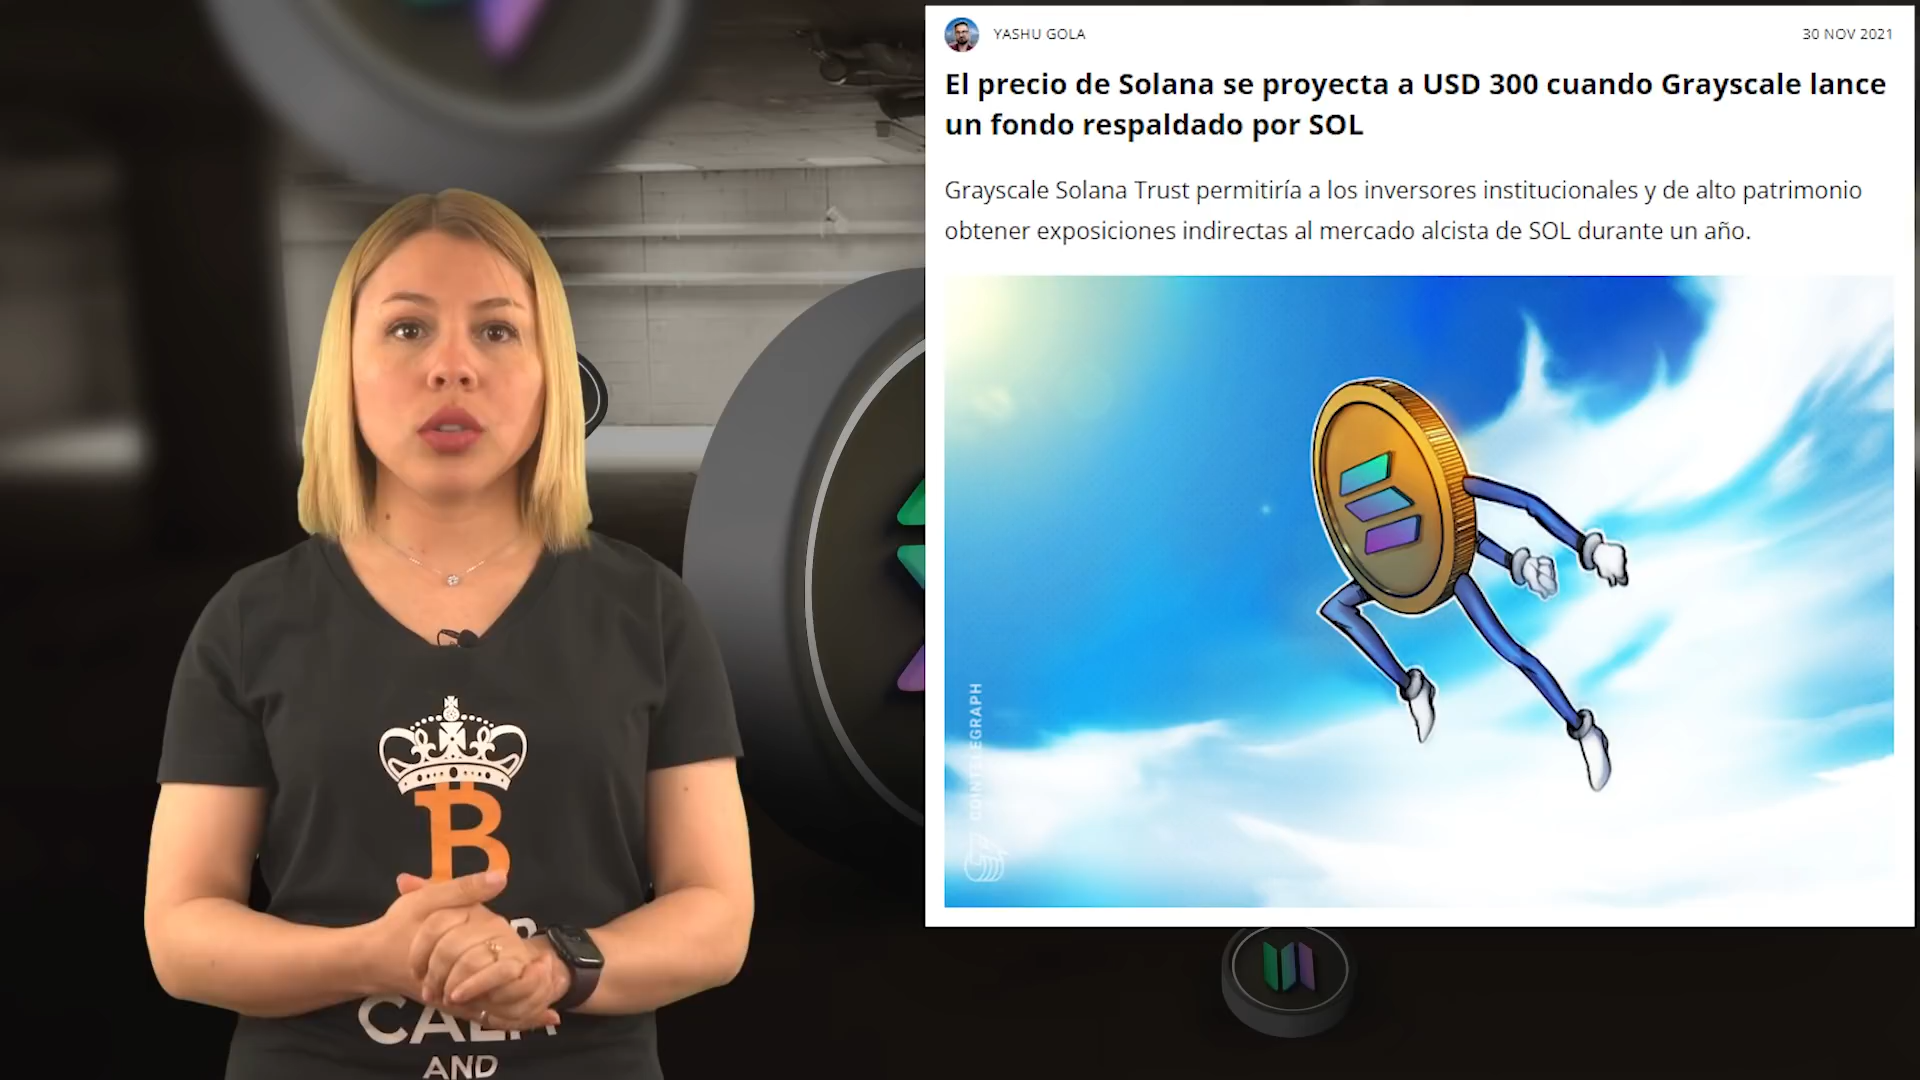 YASHU GOLA
30 NOV 2021
El precio de Solana se proyecta a USD 300 cuando Grayscale lance
un fondo respaldado por SOL
Grayscale Solana Trust permitiría a los inversores institucionales y de alto patrimonio
obtener exposiciones indirectas al mercado alcista de SOL durante un año.
COINTELEGRAPH
B
CALM
AND